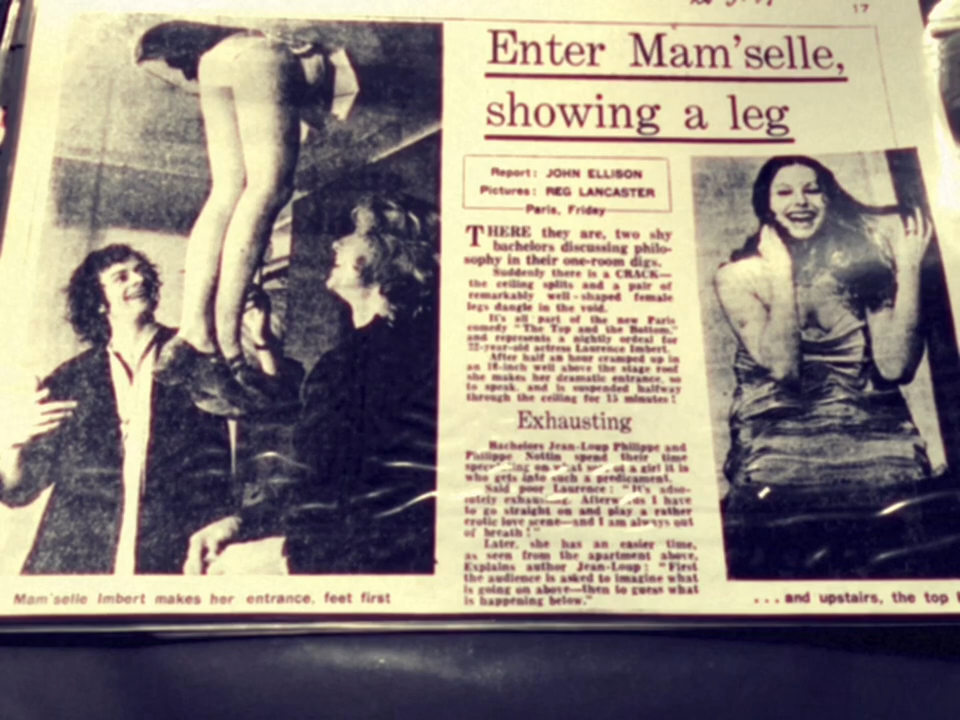 17
Enter Mam'selle,
showing a leg
Report: JOHN ELLISON
Pictures: REG LANCASTER
Paris, Friday
THERE they are, two shy
bachelors discussing philo-
sophy in their one-room digs.
Suddenly there is a CRACK—
the ceiling splits and a pair of
remarkably well-shaped female
legs dangle in the void.
It's all part of the new Paris
comedy "The Top and the Bottom,"
and represents a nightly ordeal for
22-year-old actress Laurence Imbert.
After half an hour cramped up in
an 18-inch well above the stage roof
she makes her dramatic entrance, so
to speak, and is suspended halfway
through the ceiling for 15 minutes!
Exhausting
Bachelors Jean-Loup Philippe and
Philippe Nottin spend their time
on what of a girl it is
who gets into such a predicament.
Said poor Laurence: "It's abso-
lutely exhausting. Afterwards I have
to go straight on and play a rather
erotic love scene—and I am always out
of breath!"
Later, she has an easier time,
as seen from the apartment above.
Explains author Jean-Loup: "First
the audience is asked to imagine what
is going on above—then to guess what
is happening below."
Mam'selle Imbert makes her entrance, feet first
...and upstairs, the top